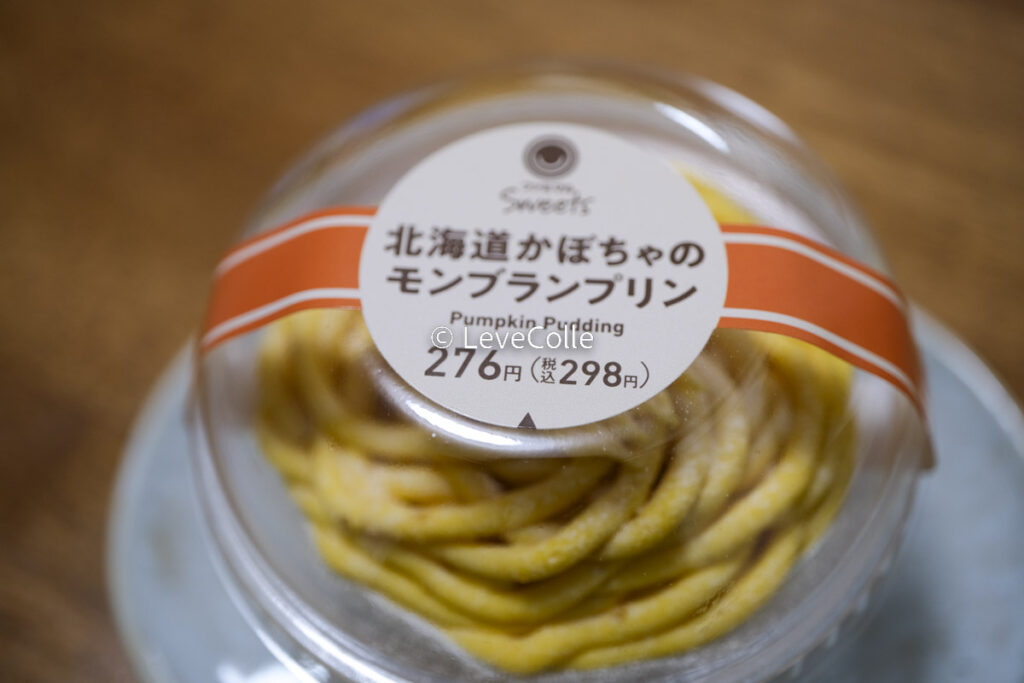 Sweets
北海道かぼちゃの
モンブランプリン
Pumpkin Pudding
© LeveColle
276円(税込298円)